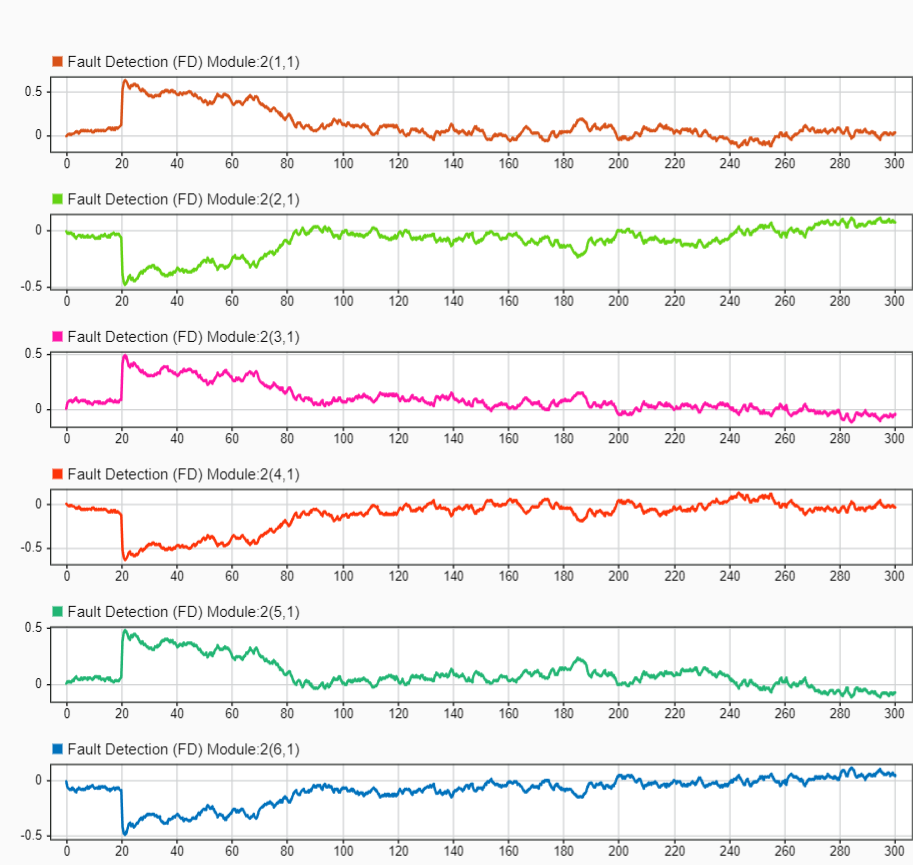 Fault Detection (FD) Module:2(1,1)
0.5
0
0 20 40 60 80 100 120 140 160 180 200 220 240 260 280 300
Fault Detection (FD) Module:2(2,1)
0
-0.5
0 20 40 60 80 100 120 140 160 180 200 220 240 260 280 300
Fault Detection (FD) Module:2(3,1)
0.5
0
0 20 40 60 80 100 120 140 160 180 200 220 240 260 280 300
Fault Detection (FD) Module:2(4,1)
0
-0.5
0 20 40 60 80 100 120 140 160 180 200 220 240 260 280 300
Fault Detection (FD) Module:2(5,1)
0.5
0
0 20 40 60 80 100 120 140 160 180 200 220 240 260 280 300
Fault Detection (FD) Module:2(6,1)
0
-0.5
0 20 40 60 80 100 120 140 160 180 200 220 240 260 280 300